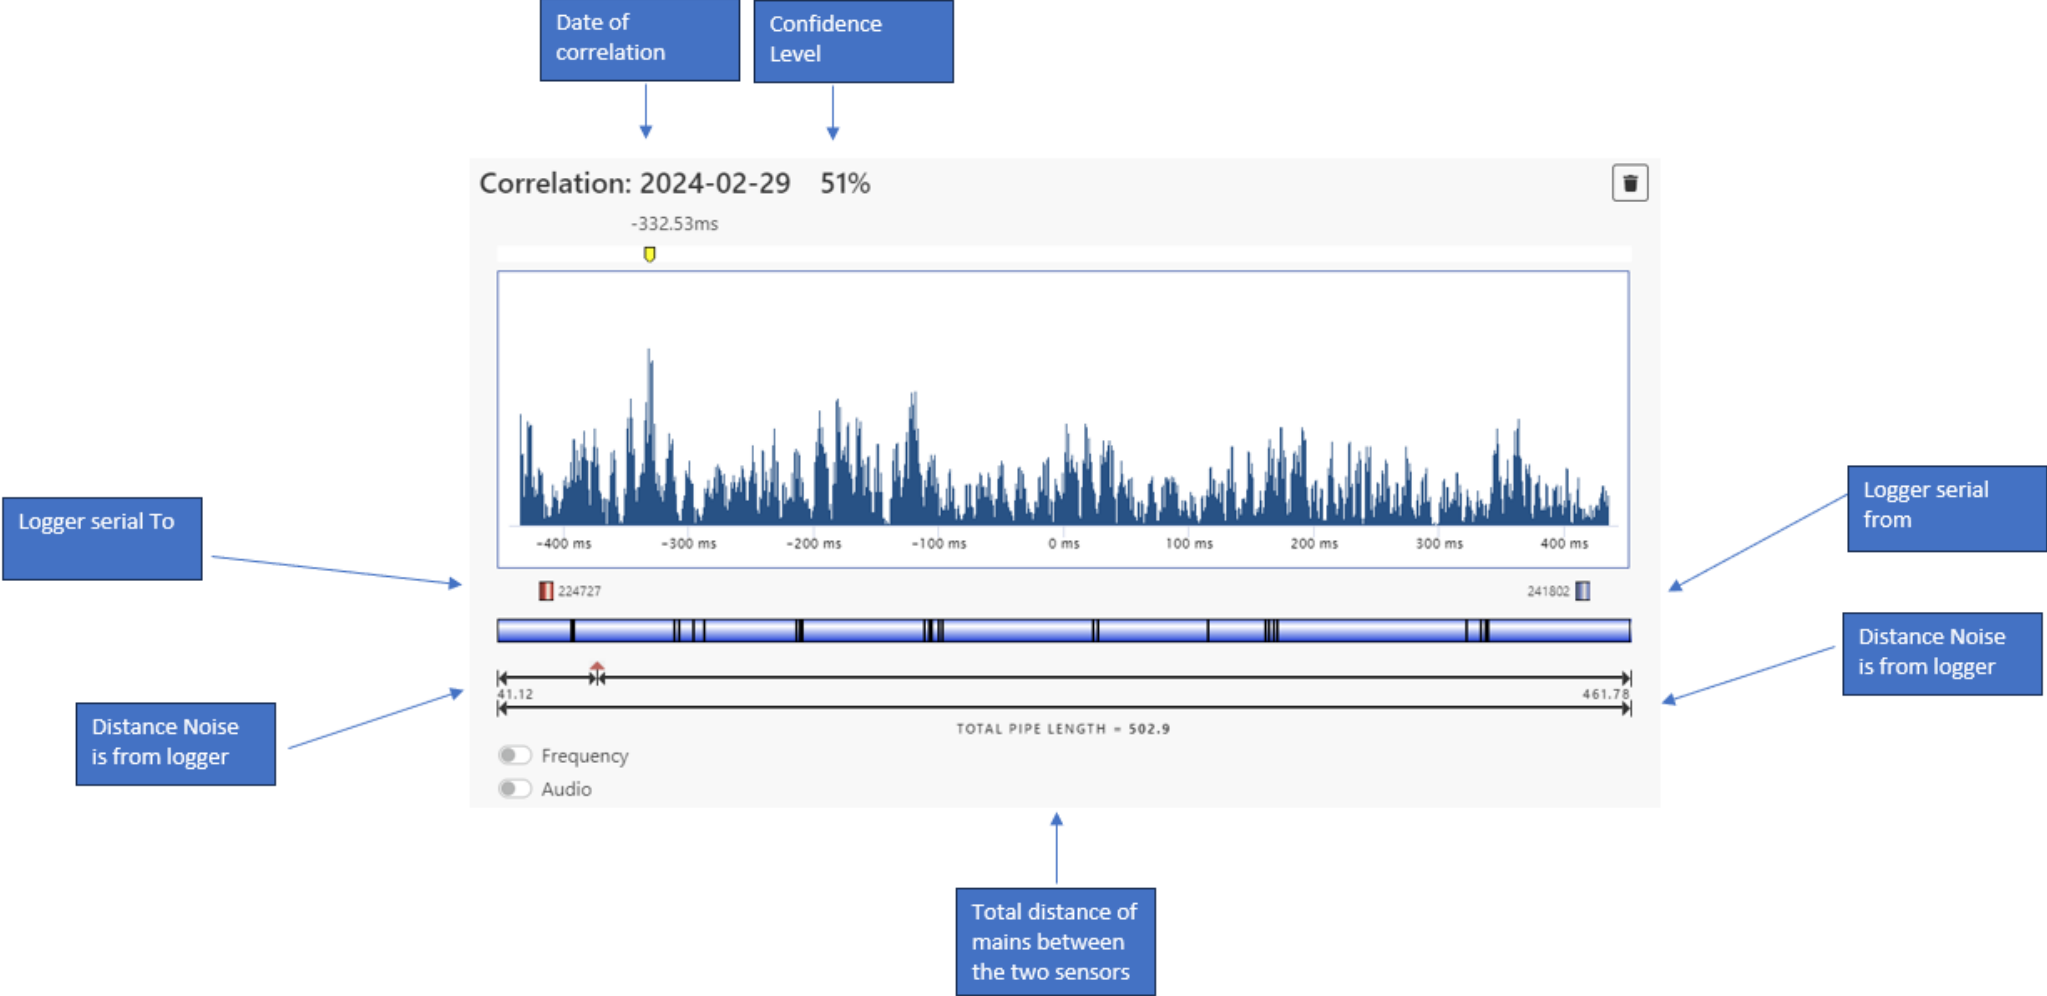 Date of
correlation
Confidence
Level
Correlation: 2024-02-29 51%
-332.53ms
-400 ms -300 ms -200 ms -100 ms 0 ms 100 ms 200 ms 300 ms 400 ms
Logger serial To
Logger serial
from
224727
241802
Distance Noise
is from logger
41.12
461.78
TOTAL PIPE LENGTH = 502.9
Distance Noise
is from logger
Frequency
Audio
Total distance of
mains between
the two sensors